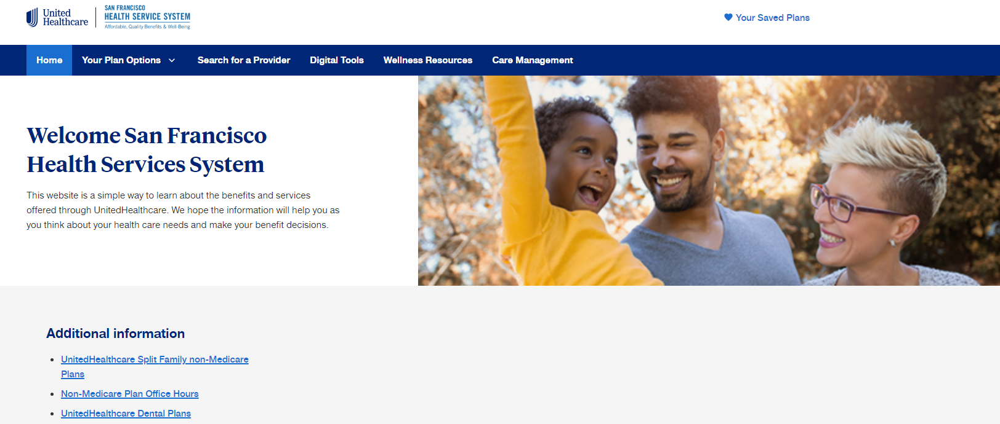 United
Healthcare
SAN FRANCISCO
HEALTH SERVICE SYSTEM
Affordable, Quality Benefits & Well-Being
Your Saved Plans
Home
Your Plan Options
Search for a Provider
Digital Tools
Wellness Resources
Care Management
Welcome San Francisco
Health Services System
This website is a simple way to learn about the benefits and services
offered through UnitedHealthcare. We hope the information will help you as
you think about your health care needs and make your benefit decisions.
Additional information
UnitedHealthcare Split Family non-Medicare
Plans
Non-Medicare Plan Office Hours
UnitedHealthcare Dental Plans